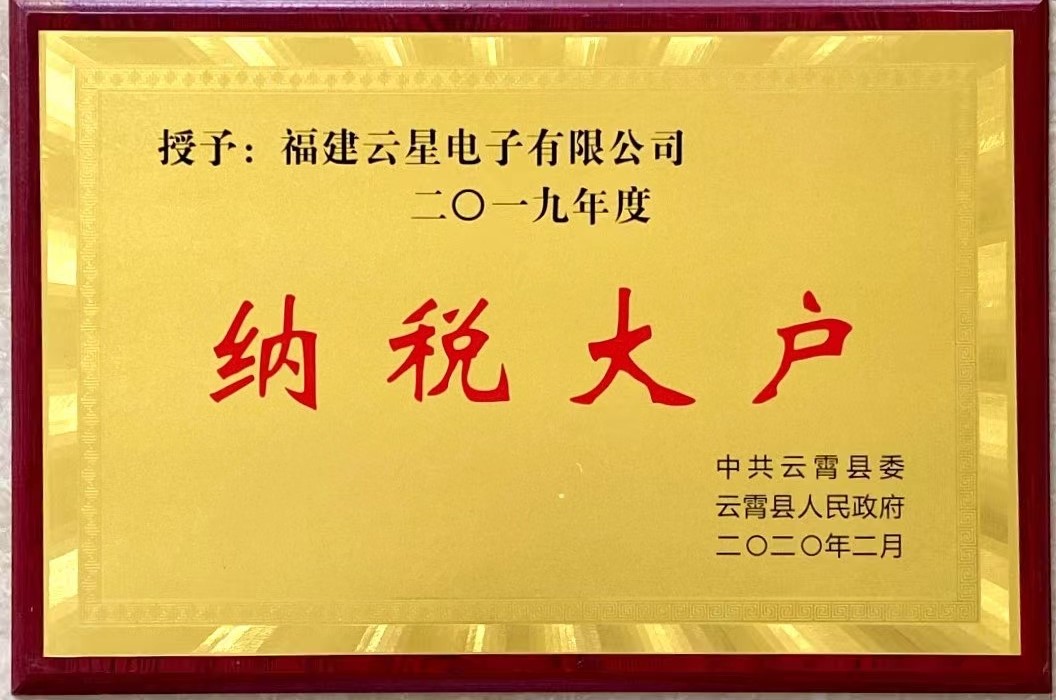 授予：福建云星电子有限公司
二〇一九年度
纳税大户
中共云霄县委
云霄县人民政府
二〇二〇年二月